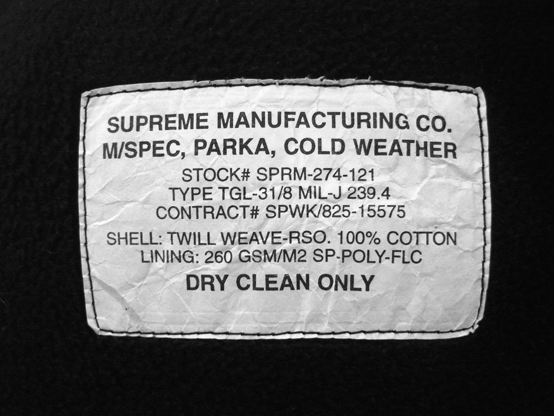 SUPREME MANUFACTURING CO.
M/SPEC, PARKA, COLD WEATHER
STOCK# SPRM-274-121
TYPE TGL-31/8 MIL-J 239.4
CONTRACT# SPWK/825-15575
SHELL: TWILL WEAVE-RSO. 100% COTTON
LINING: 260 GSM/M2 SP-POLY-FLC
DRY CLEAN ONLY